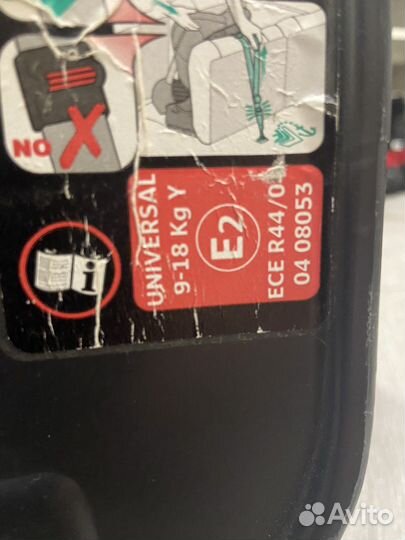 NO
UNIVERSAL
9-18 Kg Y
E2
ECE R44/0
04 08053
i
Avito